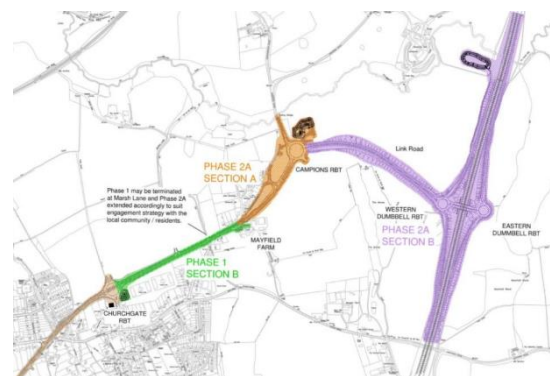 PHASE 2A
SECTION A
CAMPIONS RBT
Link Road
Phase 1 may be terminated
at Marsh Lane and Phase 2A
extended accordingly to suit
engagement strategy with the
local community / residents.
WESTERN
DUMBBELL RBT
EASTERN
DUMMBELL RBT
PHASE 2A
SECTION B
MAYFIELD
FARM
PHASE 1
SECTION B
CHURCHGATE
RBT